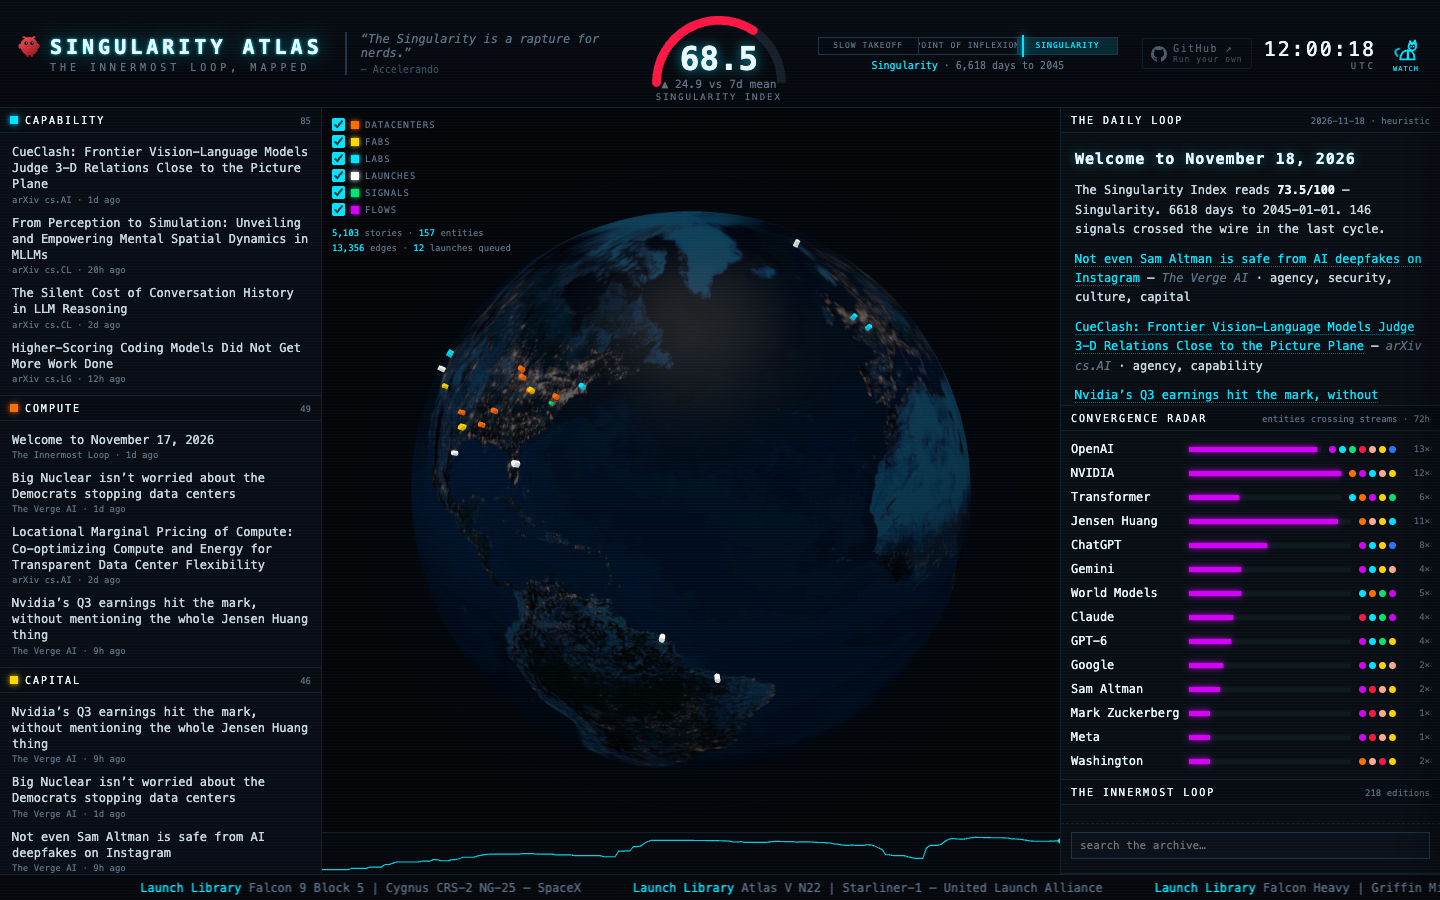 SINGULARITY ATLAS
THE INNERMOST LOOP, MAPPED
“The Singularity is a rapture for
nerds.”
— Accelerando
68.5
▲ 24.9 vs 7d mean
SINGULARITY INDEX
SLOW TAKEOFF
POINT OF INFLEXION
SINGULARITY
Singularity · 6,618 days to 2045
GitHub ↗
Run your own
12:00:18
UTC
WATCH
CAPABILITY 85
CueClash: Frontier Vision-Language Models
Judge 3-D Relations Close to the Picture
Plane
arXiv cs.AI · 1d ago
From Perception to Simulation: Unveiling
and Empowering Mental Spatial Dynamics in
MLLMs
arXiv cs.CL · 20h ago
The Silent Cost of Conversation History
in LLM Reasoning
arXiv cs.CL · 2d ago
Higher-Scoring Coding Models Did Not Get
More Work Done
arXiv cs.LG · 12h ago
COMPUTE 49
Welcome to November 17, 2026
The Innermost Loop · 1d ago
Big Nuclear isn’t worried about the
Democrats stopping data centers
The Verge AI · 1d ago
Locational Marginal Pricing of Compute:
Co-optimizing Compute and Energy for
Transparent Data Center Flexibility
arXiv cs.AI · 2d ago
Nvidia’s Q3 earnings hit the mark,
without mentioning the whole Jensen Huang
thing
The Verge AI · 9h ago
CAPITAL 46
Nvidia’s Q3 earnings hit the mark,
without mentioning the whole Jensen Huang
thing
The Verge AI · 9h ago
Big Nuclear isn’t worried about the
Democrats stopping data centers
The Verge AI · 1d ago
Not even Sam Altman is safe from AI
deepfakes on Instagram
The Verge AI · 9h ago
DATACENTERS
FABS
LABS
LAUNCHES
SIGNALS
FLOWS
5,103 stories · 157 entities
13,356 edges · 12 launches queued
THE DAILY LOOP 2026-11-18 · heuristic
Welcome to November 18, 2026
The Singularity Index reads 73.5/100 —
Singularity. 6618 days to 2045-01-01. 146
signals crossed the wire in the last cycle.
Not even Sam Altman is safe from AI deepfakes on
Instagram — The Verge AI · agency, security,
culture, capital
CueClash: Frontier Vision-Language Models Judge
3-D Relations Close to the Picture Plane — arXiv
cs.AI · agency, capability
Nvidia’s Q3 earnings hit the mark, without
CONVERGENCE RADAR entities crossing streams · 72h
OpenAI 13×
NVIDIA 12×
Transformer 6×
Jensen Huang 11×
ChatGPT 8×
Gemini 4×
World Models 5×
Claude 4×
GPT-6 4×
Google 2×
Sam Altman 2×
Mark Zuckerberg 1×
Meta 1×
Washington 2×
THE INNERMOST LOOP 218 editions
search the archive…
Launch Library Falcon 9 Block 5 | Cygnus CRS-2 NG-25 — SpaceX Launch Library Atlas V N22 | Starliner-1 — United Launch Alliance Launch Library Falcon Heavy | Griffin